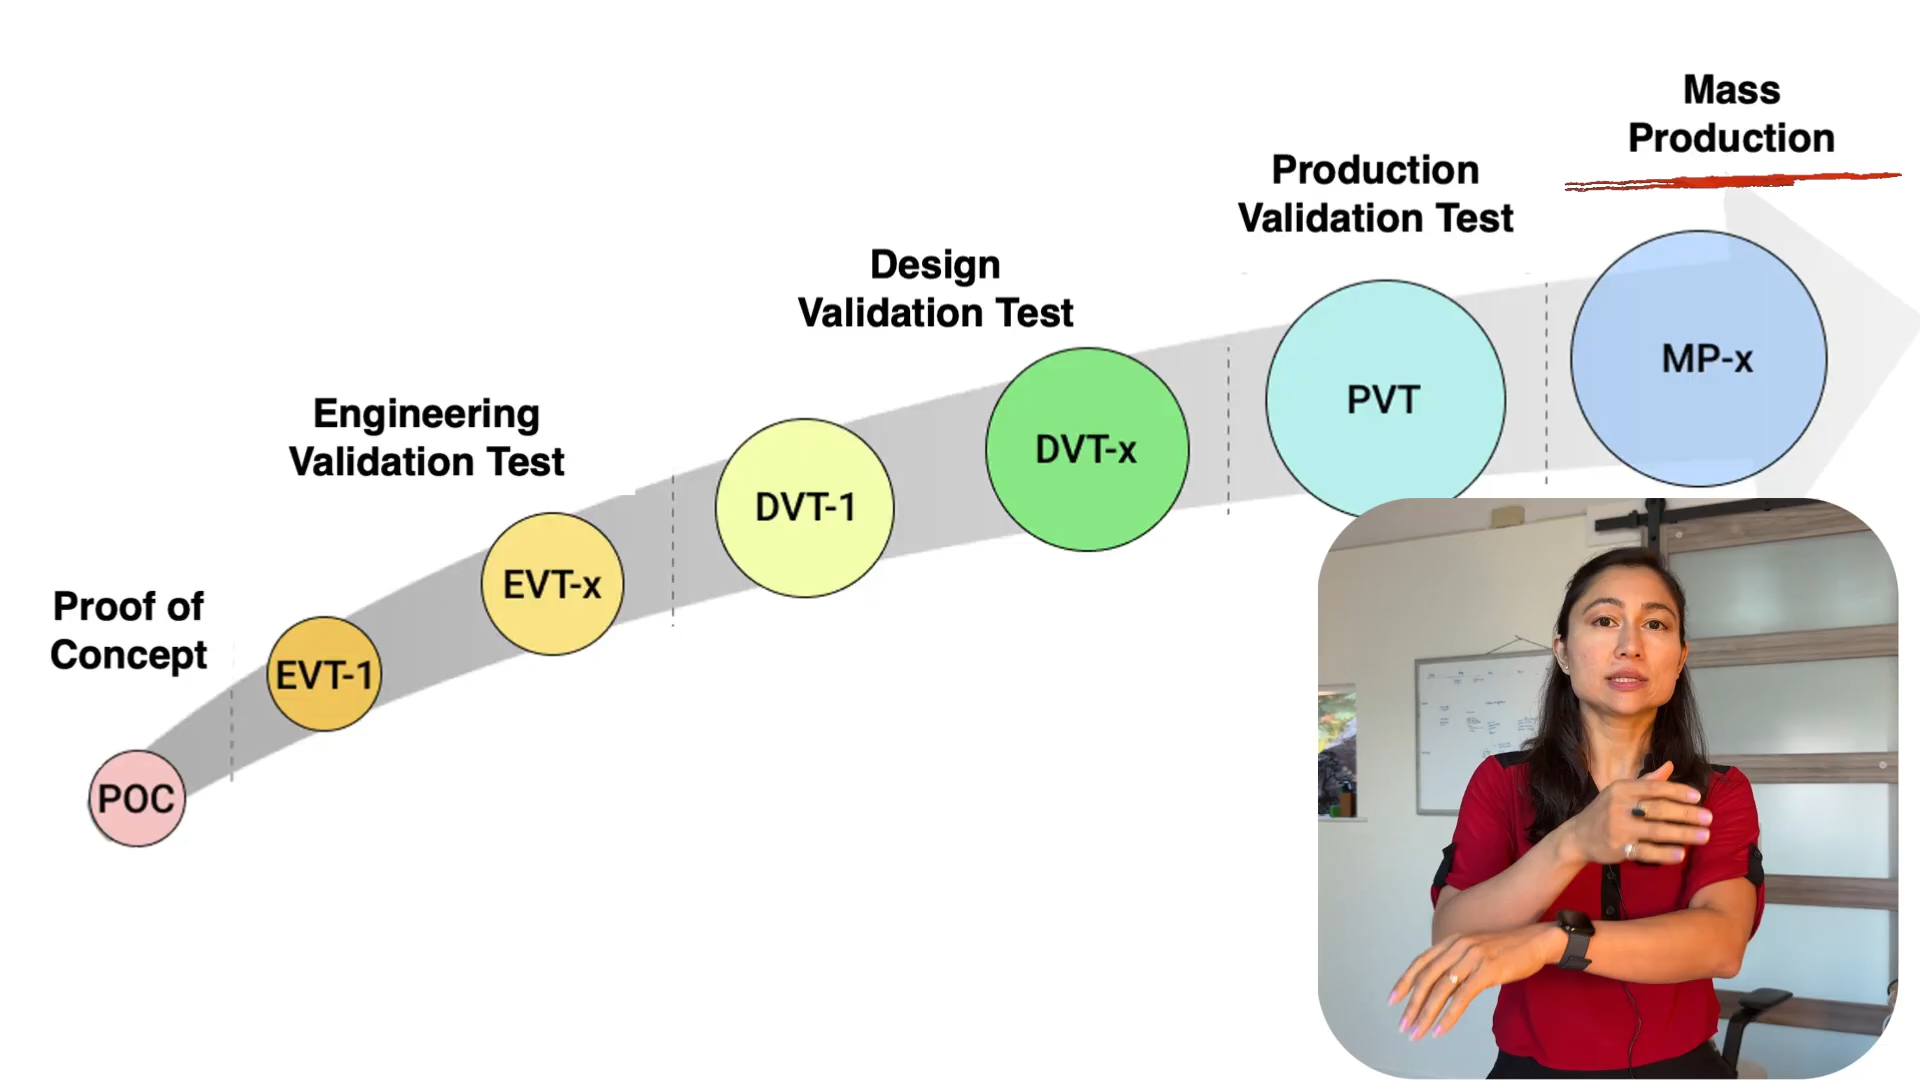 Mass
Production
Production
Validation Test
Design
Validation Test
Engineering
Validation Test
Proof of
Concept
POC
EVT-1
EVT-x
DVT-1
DVT-x
PVT
MP-x